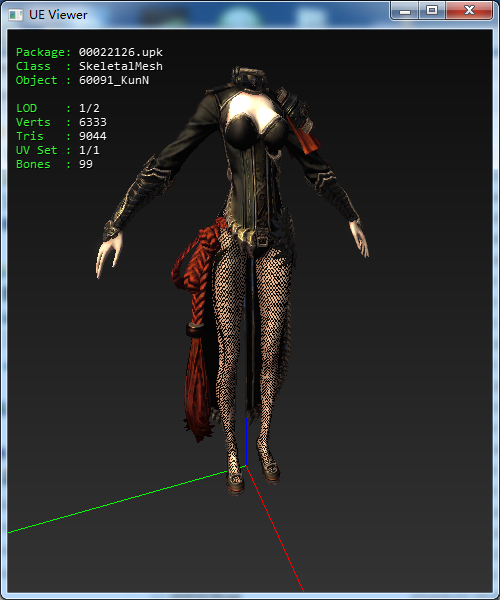 UE Viewer
Package: 00022126.upk
Class : SkeletalMesh
Object : 60091_KunN
LOD : 1/2
Verts : 6333
Tris : 9044
UV Set : 1/1
Bones : 99